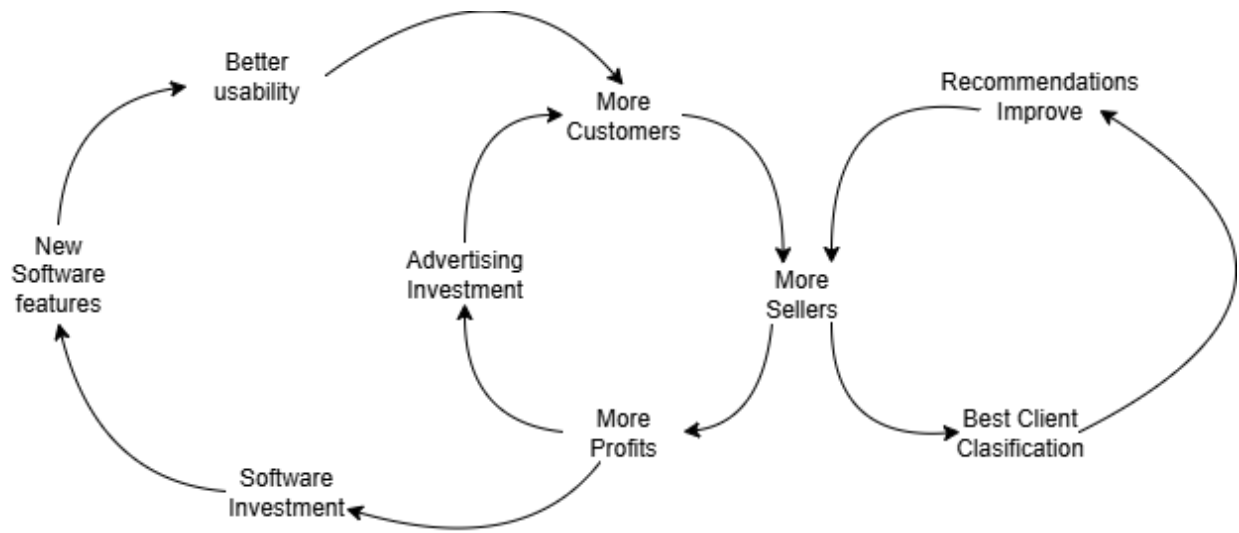 Better
usability
More
Customers
Recommendations
Improve
New
Software
features
Advertising
Investment
More
Sellers
More
Profits
Best Client
Clasification
Software
Investment